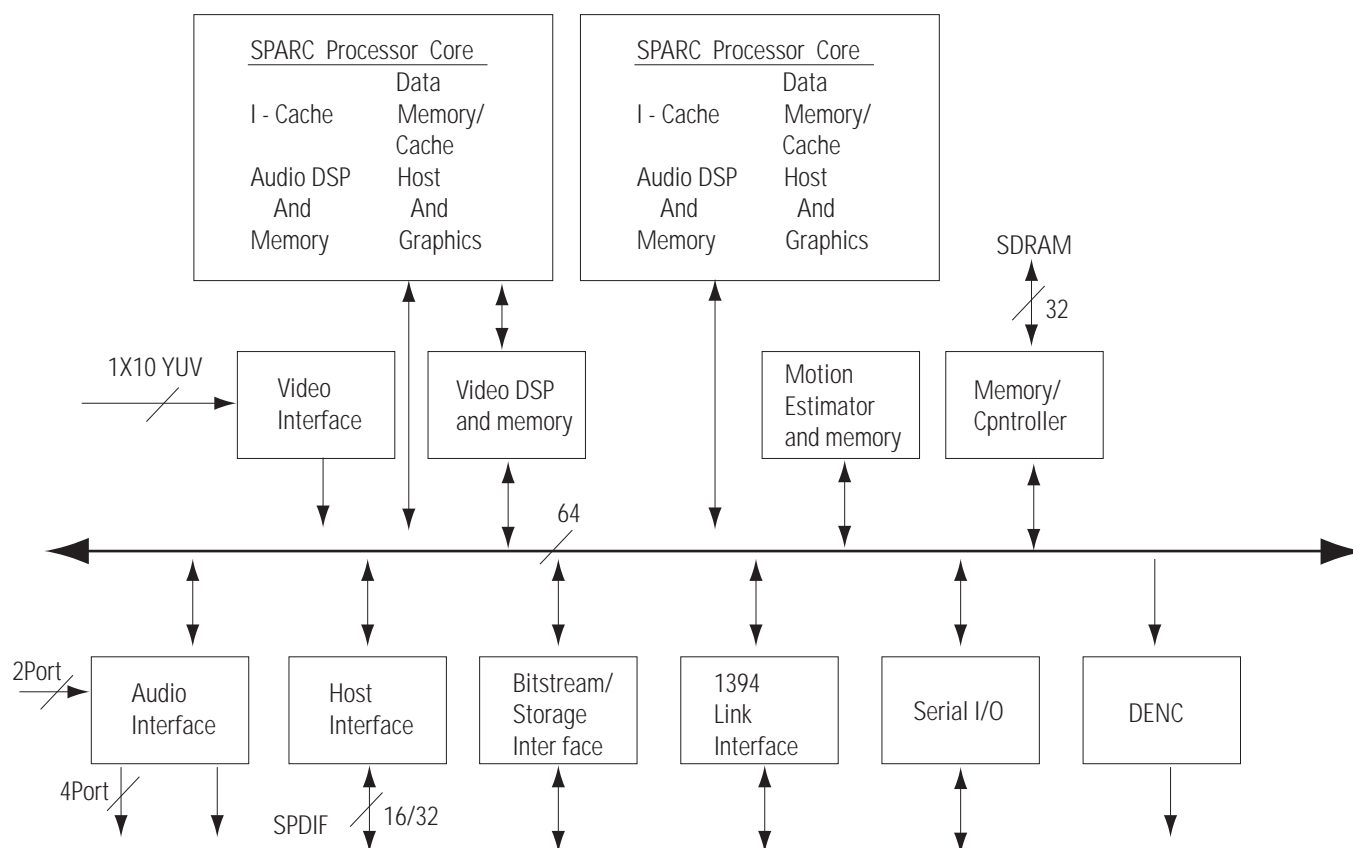 SPARC Processor Core
Data
I - Cache Memory/
Cache
Audio DSP Host
And And
Memory Graphics
SPARC Processor Core
Data
I - Cache Memory/
Cache
Audio DSP Host
And And
Memory Graphics
SDRAM
32
1X10 YUV
Video
Interface
Video DSP
and memory
Motion
Estimator
and memory
Memory/
Cpntroller
64
2Port
Audio
Interface
Host
Interface
Bitstream/
Storage
Inter face
1394
Link
Interface
Serial I/O
DENC
4Port
SPDIF
16/32